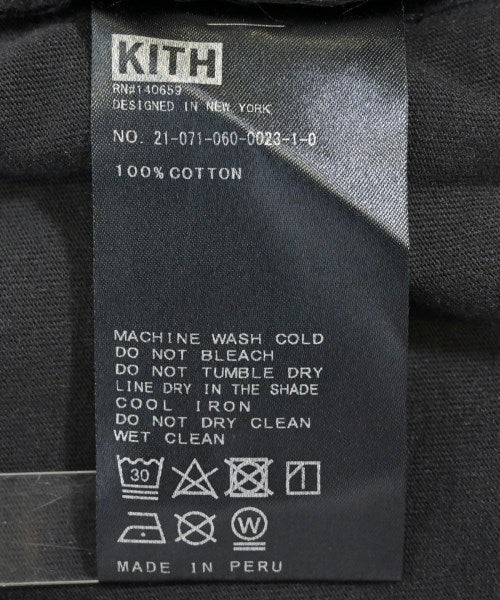 KITH
RN#140659
DESIGNED IN NEW YORK
NO. 21-071-060-0023-1-0
100% COTTON
MACHINE WASH COLD
DO NOT BLEACH
DO NOT TUMBLE DRY
LINE DRY IN THE SHADE
COOL IRON
DO NOT DRY CLEAN
WET CLEAN
30
W
MADE IN PERU